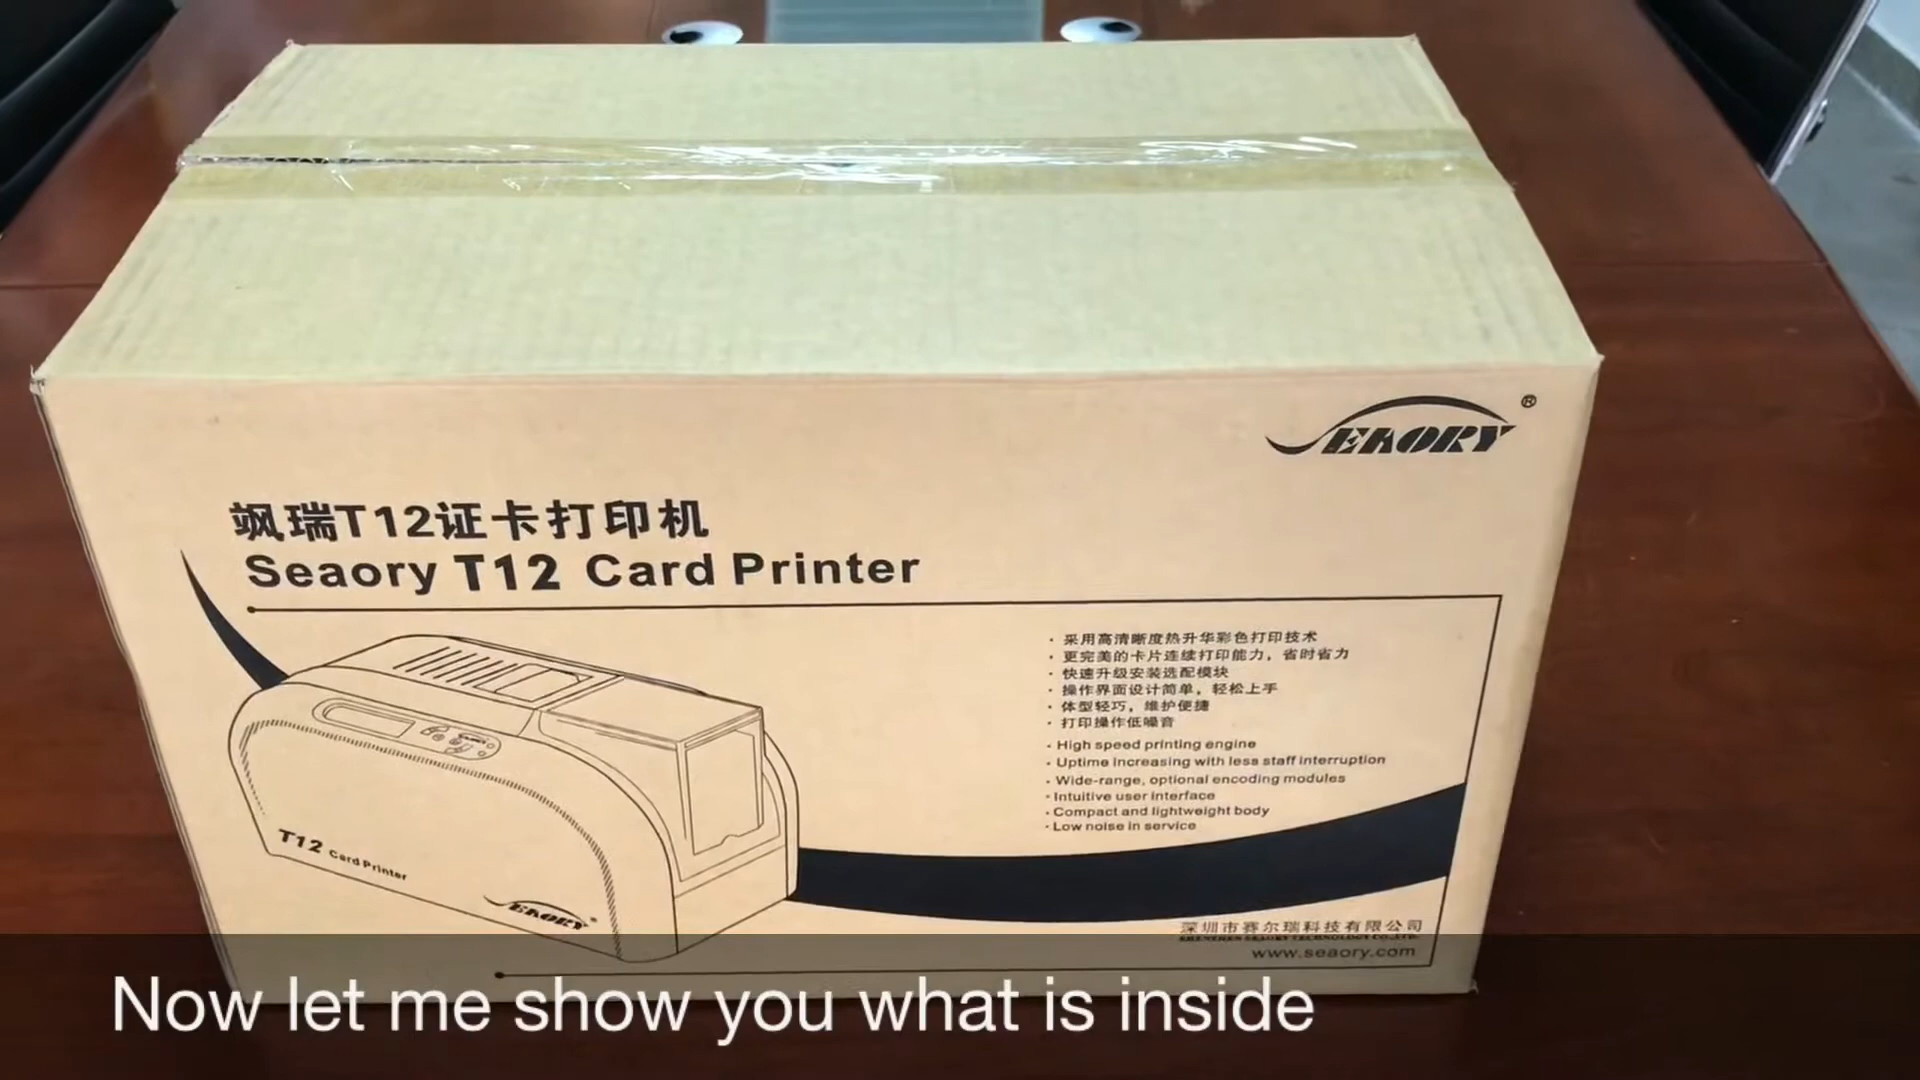 SEAORY®
飒瑞T12证卡打印机
Seaory T12 Card Printer
· 采用高清晰度热升华彩色打印技术
· 更完美的卡片连续打印能力，省时省力
· 快速升级安装选配模块
· 操作界面设计简单，轻松上手
· 体型轻巧，维护便捷
· 打印操作低噪音
· High speed printing engine
· Uptime increasing with less staff interruption
· Wide-range, optional encoding modules
· Intuitive user interface
· Compact and lightweight body
· Low noise in service
T12 Card Printer
SEAORY®
深圳市赛尔瑞科技有限公司
SHENZHEN SEAORY TECHNOLOGY CO.,LTD.
www.seaory.com
Now let me show you what is inside